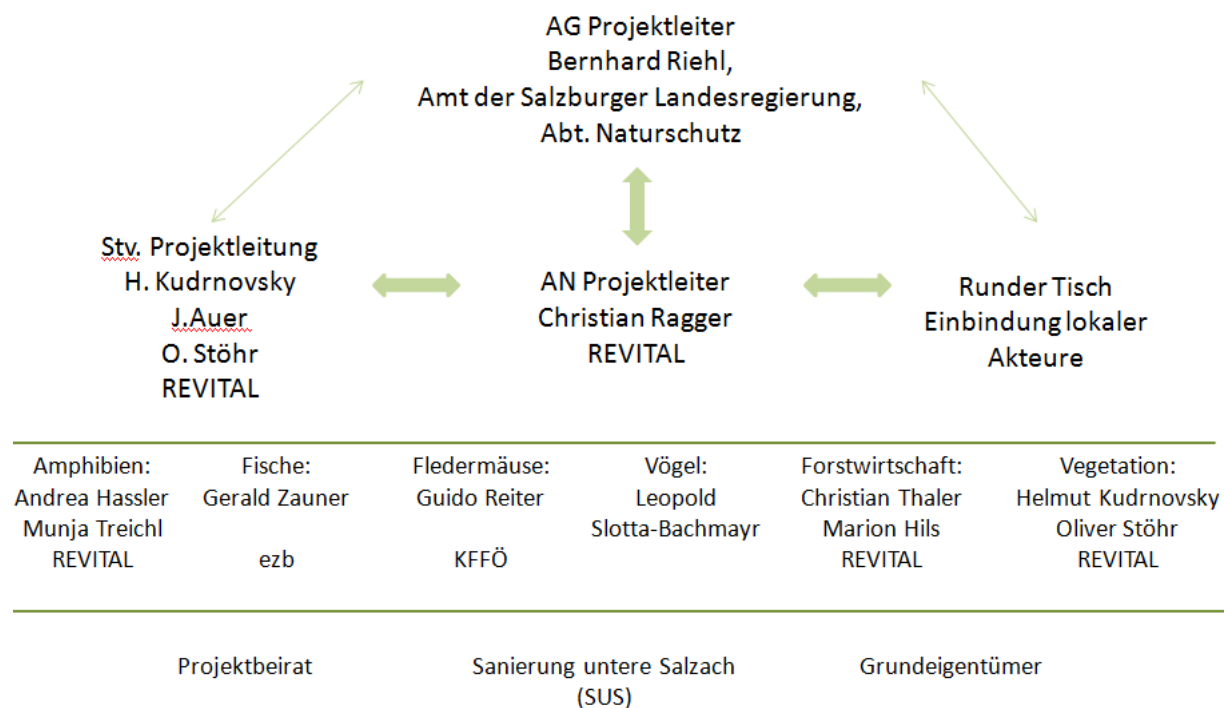 AG Projektleiter
Bernhard Riehl,
Amt der Salzburger Landesregierung,
Abt. Naturschutz
Stv. Projektleitung
H. Kudrnovsky
J.Auer
O. Stöhr
REVITAL
AN Projektleiter
Christian Ragger
REVITAL
Runder Tisch
Einbindung lokaler
Akteure
Amphibien:
Andrea Hassler
Munja Treichl
REVITAL
Fische:
Gerald Zauner
ezb
Fledermäuse:
Guido Reiter
KFFÖ
Vögel:
Leopold
Slotta-Bachmayr
Forstwirtschaft:
Christian Thaler
Marion Hils
REVITAL
Vegetation:
Helmut Kudrnovsky
Oliver Stöhr
REVITAL
Projektbeirat
Sanierung untere Salzach
(SUS)
Grundeigentümer